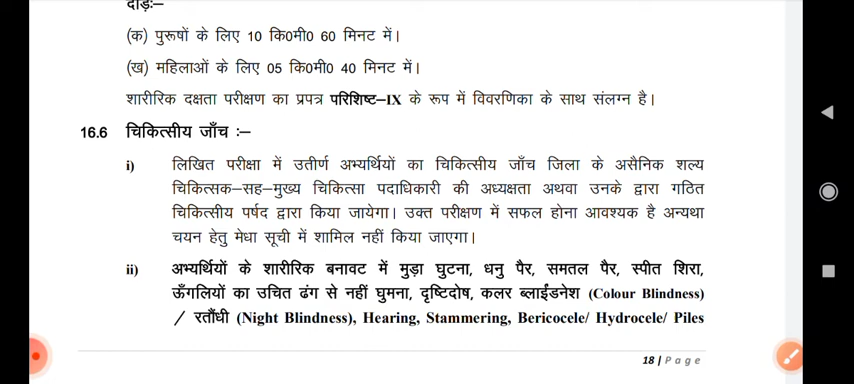 दौड़ः—
(क) पुरूषों के लिए 10 कि0मी0 60 मिनट में।
(ख) महिलाओं के लिए 05 कि0मी0 40 मिनट में।
शारीरिक दक्षता परीक्षण का प्रपत्र परिशिष्ट–IX के रूप में विवरणिका के साथ संलग्न है।
16.6 चिकित्सीय जाँच :–
i) लिखित परीक्षा में उतीर्ण अभ्यर्थियों का चिकित्सीय जाँच जिला के असैनिक शल्य
चिकित्सक–सह–मुख्य चिकित्सा पदाधिकारी की अध्यक्षता अथवा उनके द्वारा गठित
चिकित्सीय पर्षद द्वारा किया जायेगा। उक्त परीक्षण में सफल होना आवश्यक है अन्यथा
चयन हेतु मेधा सूची में शामिल नहीं किया जाएगा।
ii) अभ्यर्थियों के शारीरिक बनावट में मुड़ा घुटना, धनु पैर, समतल पैर, स्पीत शिरा,
ऊँगलियों का उचित ढंग से नहीं घुमना, दृष्टिदोष, कलर ब्लाईंडनेश (Colour Blindness)
/ रतौंधी (Night Blindness), Hearing, Stammering, Bericocele/ Hydrocele/ Piles
18 | Page